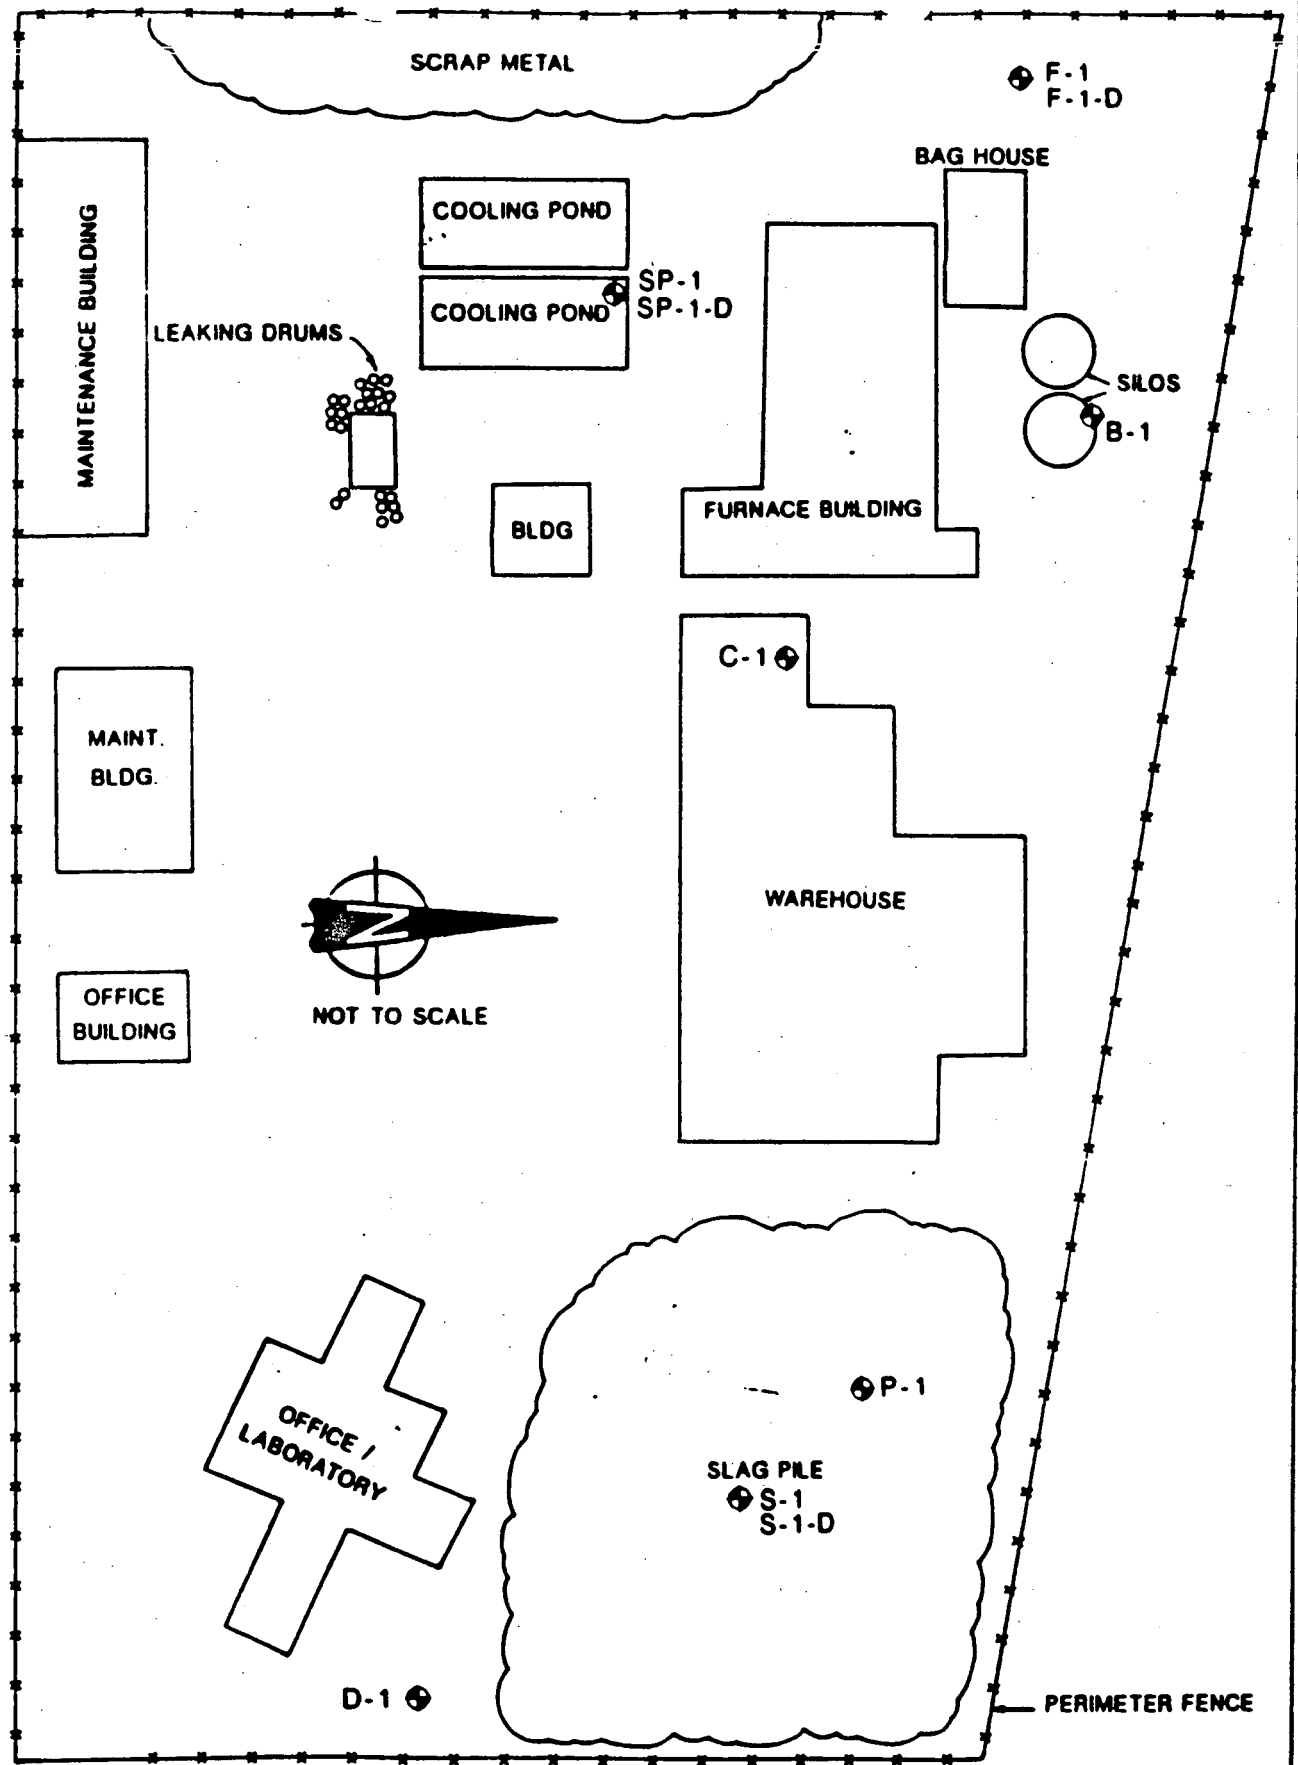 SCRAP METAL
F-1
F-1-D
BAG HOUSE
MAINTENANCE BUILDING
COOLING POND
SP-1
COOLING POND
SP-1-D
LEAKING DRUMS
SILOS
B-1
FURNACE BUILDING
BLDG
C-1
MAINT.
BLDG.
WAREHOUSE
N
OFFICE
BUILDING
NOT TO SCALE
P-1
OFFICE /
LABORATORY
SLAG PILE
S-1
S-1-D
D-1
PERIMETER FENCE